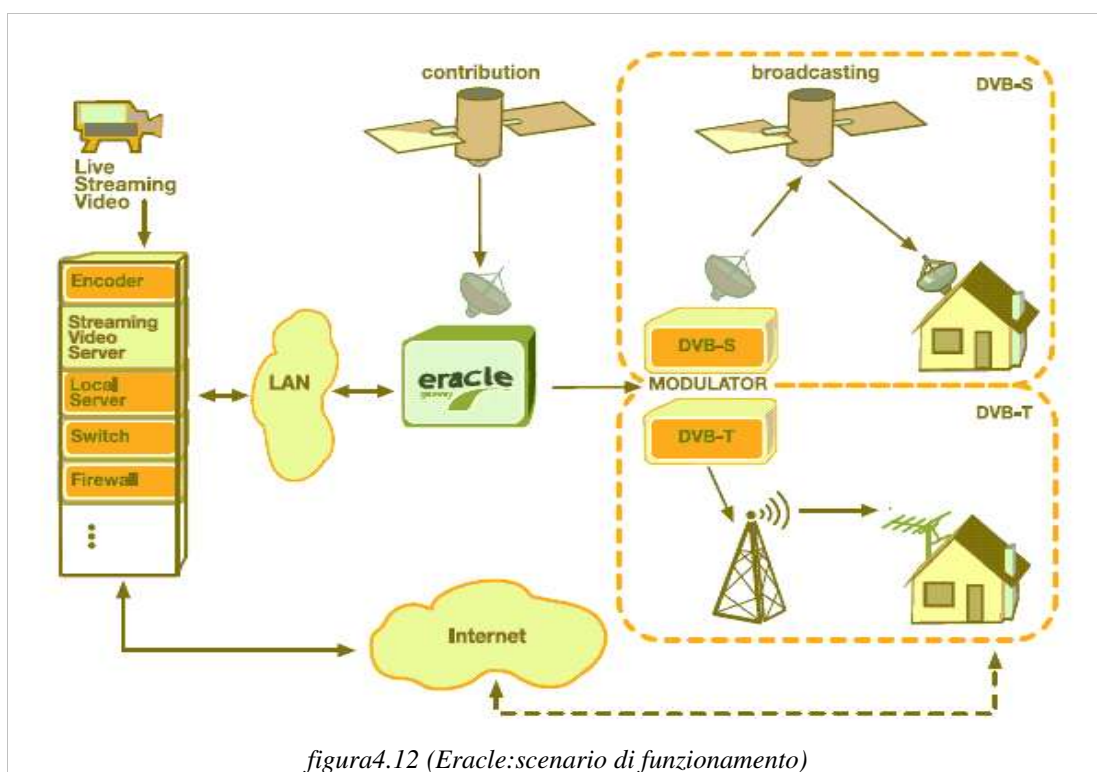 contribution
broadcasting
DVB-S
Live
Streaming
Video
Encoder
Streaming
Video
Server
Local
Server
Switch
Firewall
LAN
eracle
gateway
DVB-S
MODULATOR
DVB-T
DVB-T
Internet
figura4.12 (Eracle:scenario di funzionamento)